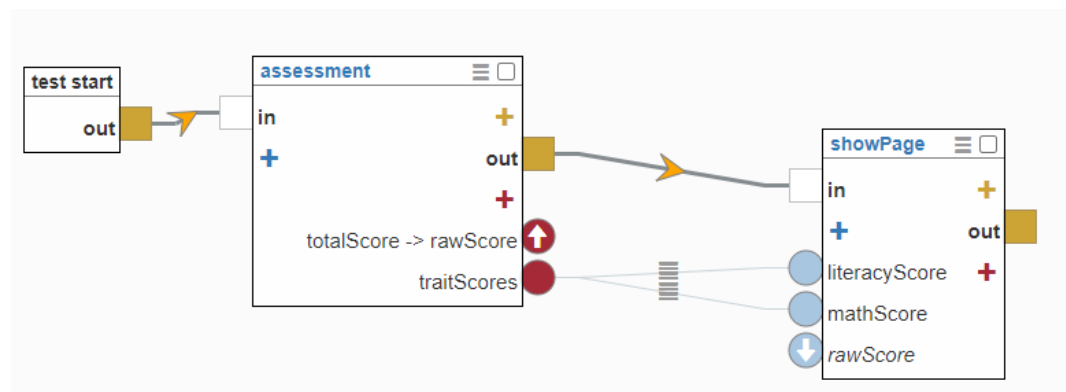 test start
out
assessment
in
out
totalScore -> rawScore
traitScores
showPage
in
out
literacyScore
mathScore
rawScore